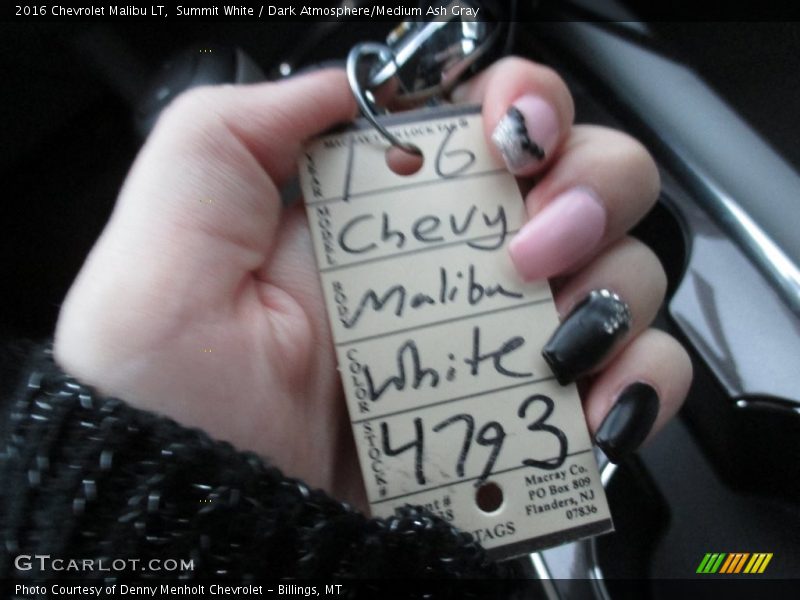 2016 Chevrolet Malibu LT,  Summit White / Dark Atmosphere/Medium Ash Gray
YEAR 16
MODEL Chevy
BODY Malibu
COLOR White
STOCK# 4793
Macray Co.
PO Box 809
Flanders, NJ
07836
TAGS
GTCARLOT.COM
Photo Courtesy of Denny Menholt Chevrolet - Billings, MT